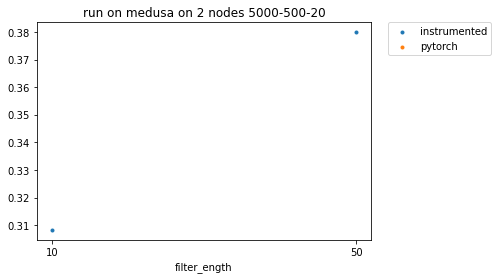 run on medusa on 2 nodes 5000-500-20
instrumented
pytorch
0.38
0.37
0.36
0.35
0.34
0.33
0.32
0.31
10
50
filter_ength